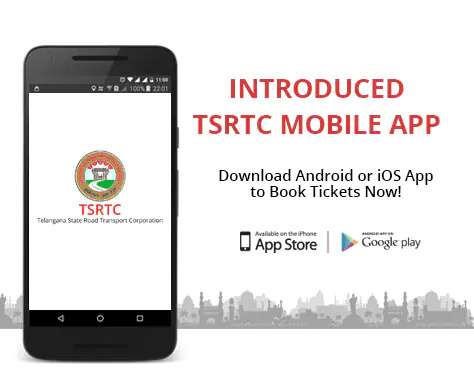 11:00
100% 22:01
TSRTC
Telangana State Road Transport Corporation
INTRODUCED
TSRTC MOBILE APP
Download Android or iOS App
to Book Tickets Now!
Available on the iPhone
App Store
ANDROID APP ON
Google play